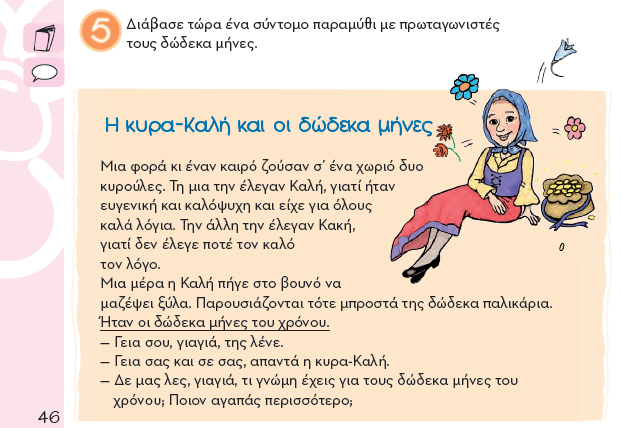 5 Διάβασε τώρα ένα σύντομο παραμύθι με πρωταγωνιστές
τους δώδεκα μήνες.
Η κυρα-Καλή και οι δώδεκα μήνες
Μια φορά κι έναν καιρό ζούσαν σ' ένα χωριό δυο
κυρούλες. Τη μια την έλεγαν Καλή, γιατί ήταν
ευγενική και καλόψυχη και είχε για όλους
καλά λόγια. Την άλλη την έλεγαν Κακή,
γιατί δεν έλεγε ποτέ τον καλό
τον λόγο.
Μια μέρα η Καλή πήγε στο βουνό να
μαζέψει ξύλα. Παρουσιάζονται τότε μπροστά της δώδεκα παλικάρια.
Ήταν οι δώδεκα μήνες του χρόνου.
– Γεια σου, γιαγιά, της λένε.
– Γεια σας και σε σας, απαντά η κυρα-Καλή.
– Δε μας λες, γιαγιά, τι γνώμη έχεις για τους δώδεκα μήνες του
χρόνου; Ποιον αγαπάς περισσότερο;
46